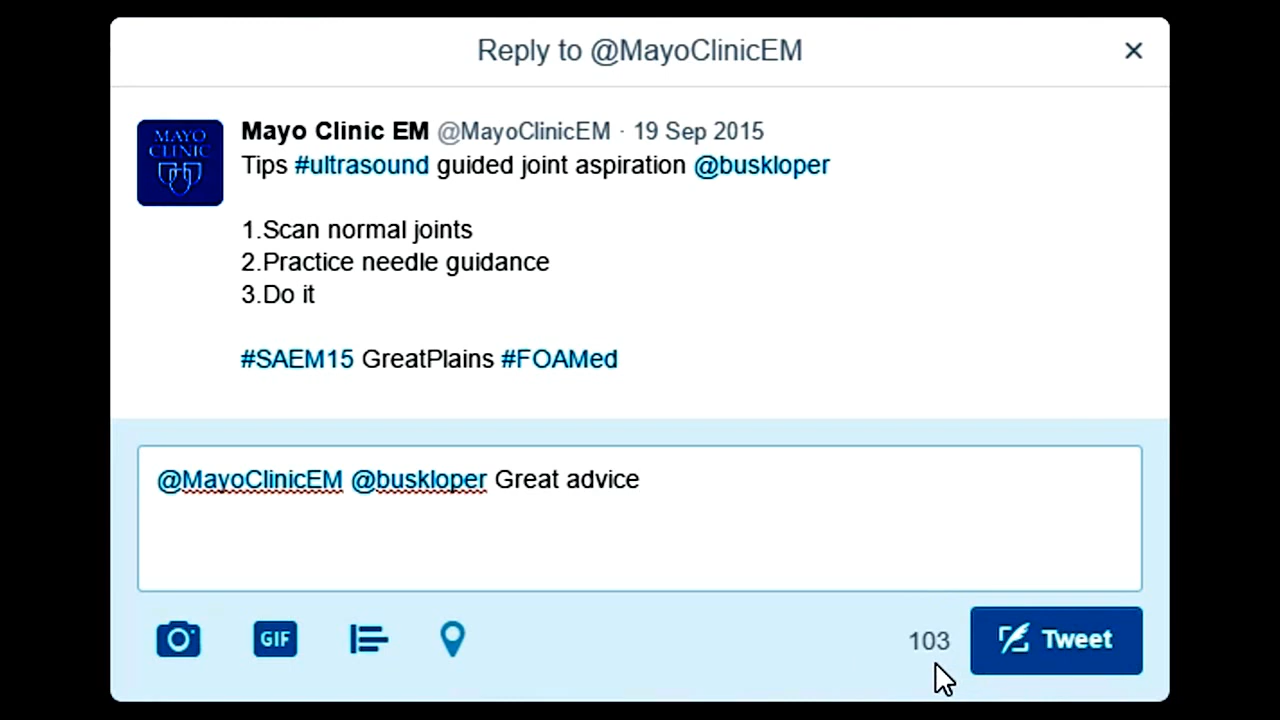 Reply to @MayoClinicEM ×
MAYO
CLINIC
Mayo Clinic EM @MayoClinicEM · 19 Sep 2015
Tips #ultrasound guided joint aspiration @buskloper
1.Scan normal joints
2.Practice needle guidance
3.Do it
#SAEM15 GreatPlains #FOAMed
@MayoClinicEM @buskloper Great advice
GIF
103
Tweet